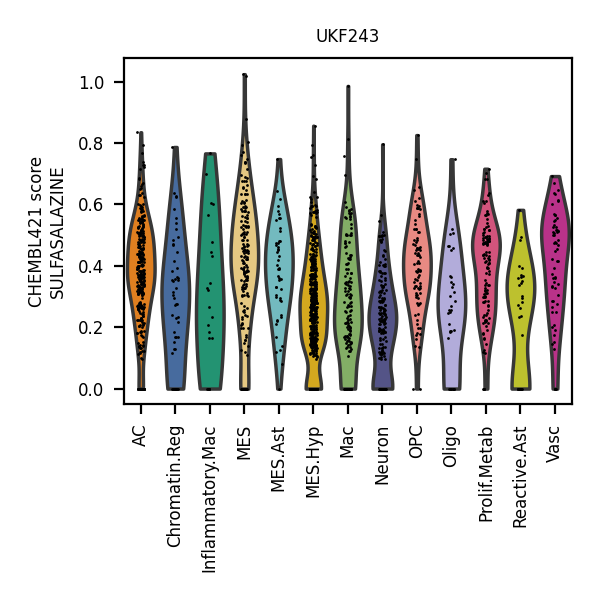 UKF243
CHEMBL421 score
SULFASALAZINE
1.0
0.8
0.6
0.4
0.2
0.0
AC
Chromatin.Reg
Inflammatory.Mac
MES
MES.Ast
MES.Hyp
Mac
Neuron
OPC
Oligo
Prolif.Metab
Reactive.Ast
Vasc